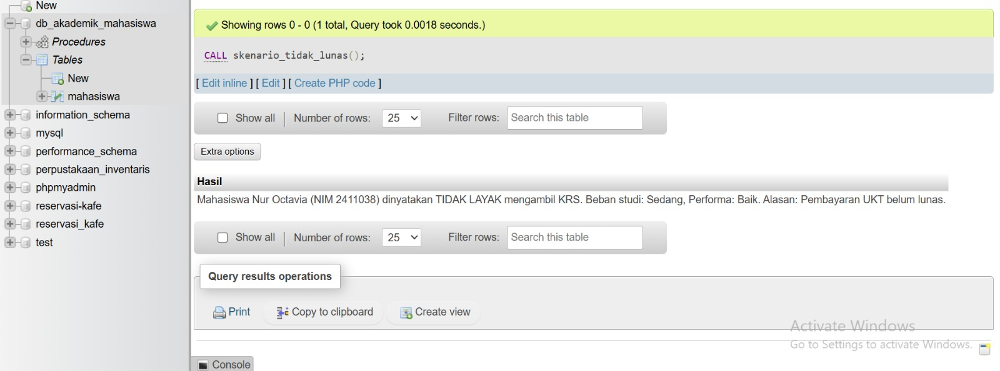 New
db_akademik_mahasiswa
Procedures
Tables
New
mahasiswa
information_schema
mysql
performance_schema
perpustakaan_inventaris
phpmyadmin
reservasi-kafe
reservasi_kafe
test
Showing rows 0 - 0 (1 total, Query took 0.0018 seconds.)
CALL skenario_tidak_lunas();
[ Edit inline ] [ Edit ] [ Create PHP code ]
Show all | Number of rows: 25 Filter rows: Search this table
Extra options
Hasil
Mahasiswa Nur Octavia (NIM 2411038) dinyatakan TIDAK LAYAK mengambil KRS. Beban studi: Sedang, Performa: Baik. Alasan: Pembayaran UKT belum lunas.
Show all | Number of rows: 25 Filter rows: Search this table
Query results operations
Print Copy to clipboard Create view
Activate Windows
Go to Settings to activate Windows.
Console